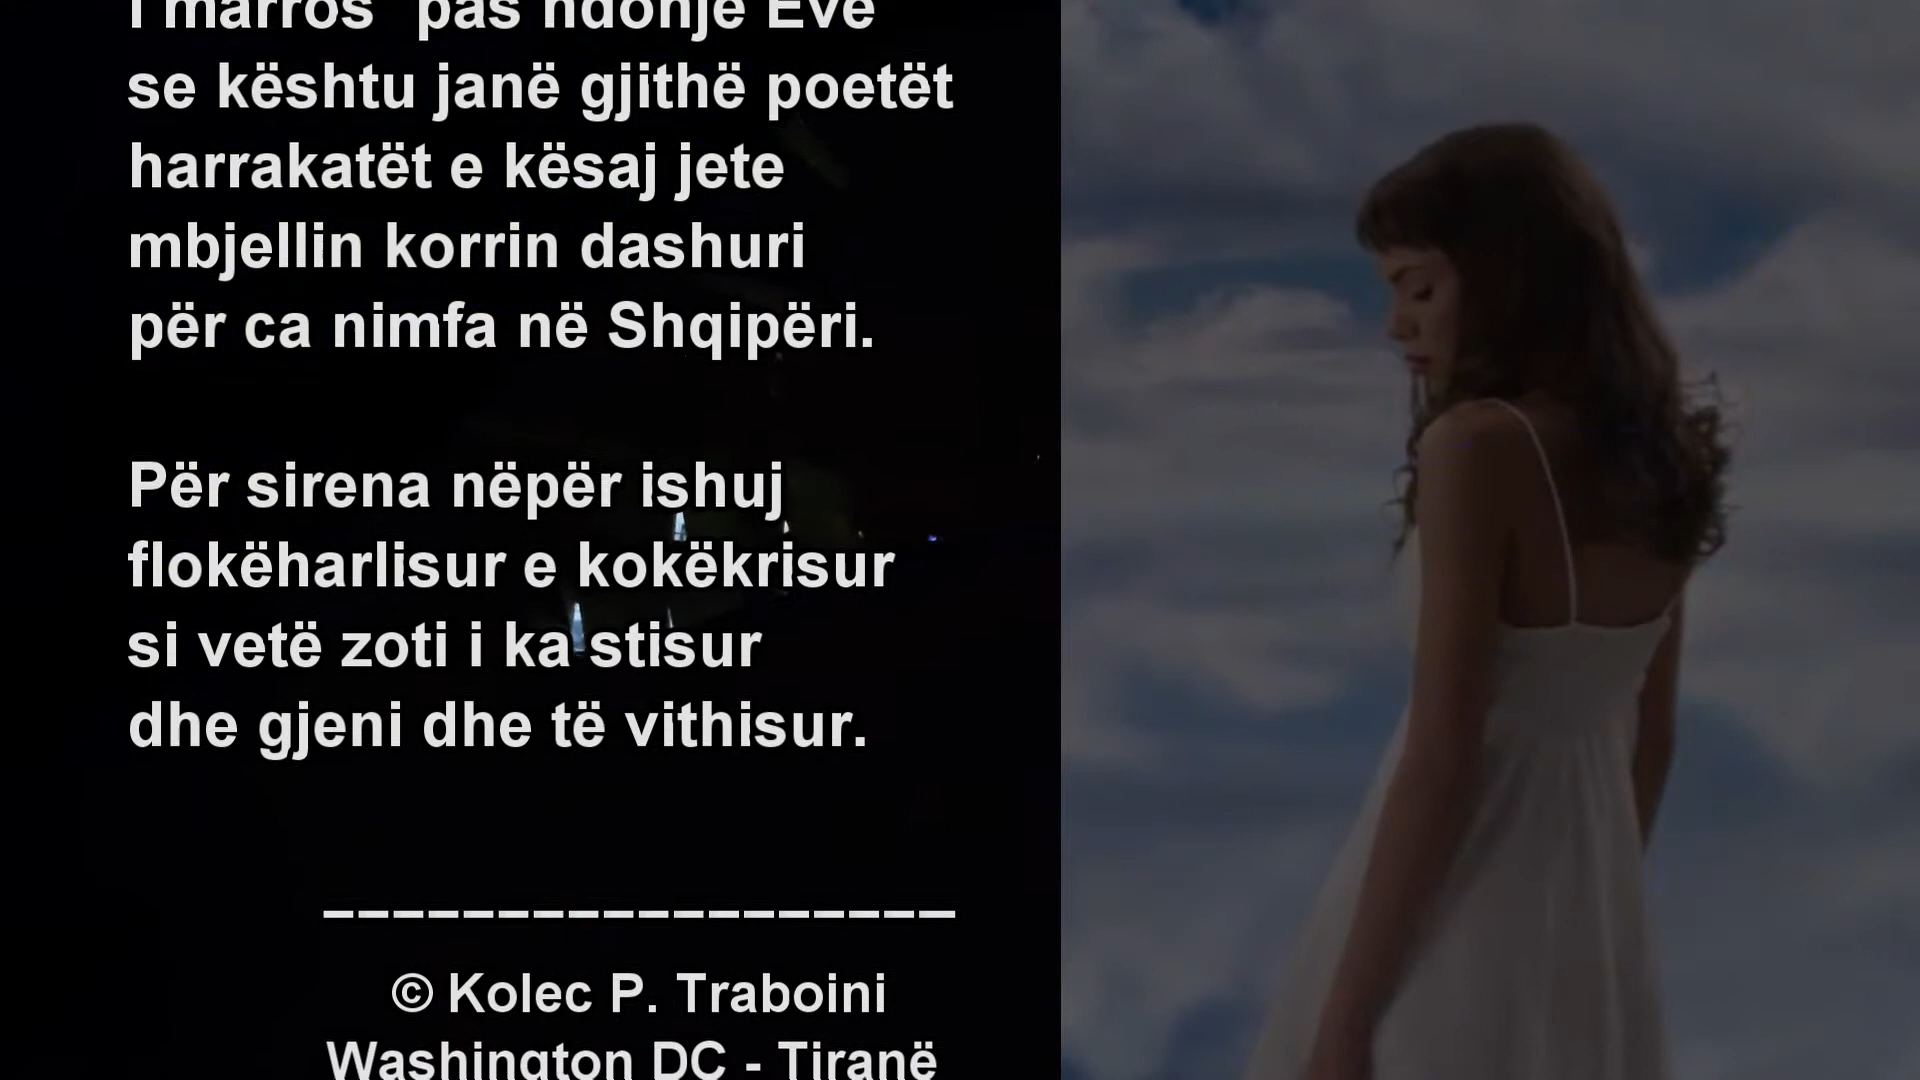 i marros pas ndonjë Eve
se kështu janë gjithë poetët
harrakatët e kësaj jete
mbjellin korrin dashuri
për ca nimfa në Shqipëri.
Për sirena nëpër ishuj
flokëharlisur e kokëkrisur
si vetë zoti i ka stisur
dhe gjeni dhe të vithisur.
__________________
© Kolec P. Traboini
Washington DC - Tiranë